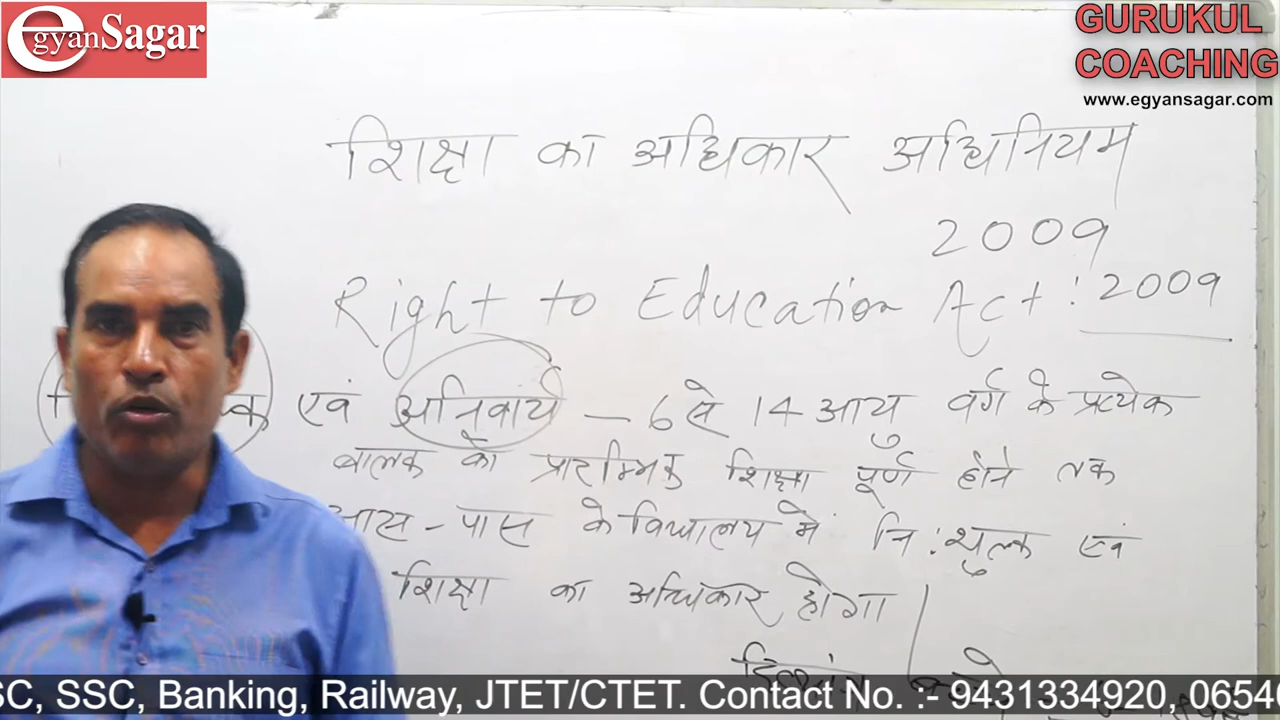 egyanSagar
GURUKUL
COACHING
www.egyansagar.com
शिक्षा का अधिकार अधिनियम
2009
Right to Education Act : 2009
एवं अनिवार्य – 6 से 14 आयु वर्ग के प्रत्येक
बालक को प्रारम्भिक शिक्षा पूर्ण होने तक
आस-पास के विद्यालय में नि:शुल्क एवं
शिक्षा का अधिकार होगा
SC, SSC, Banking, Railway, JTET/CTET. Contact No. :- 9431334920, 0654